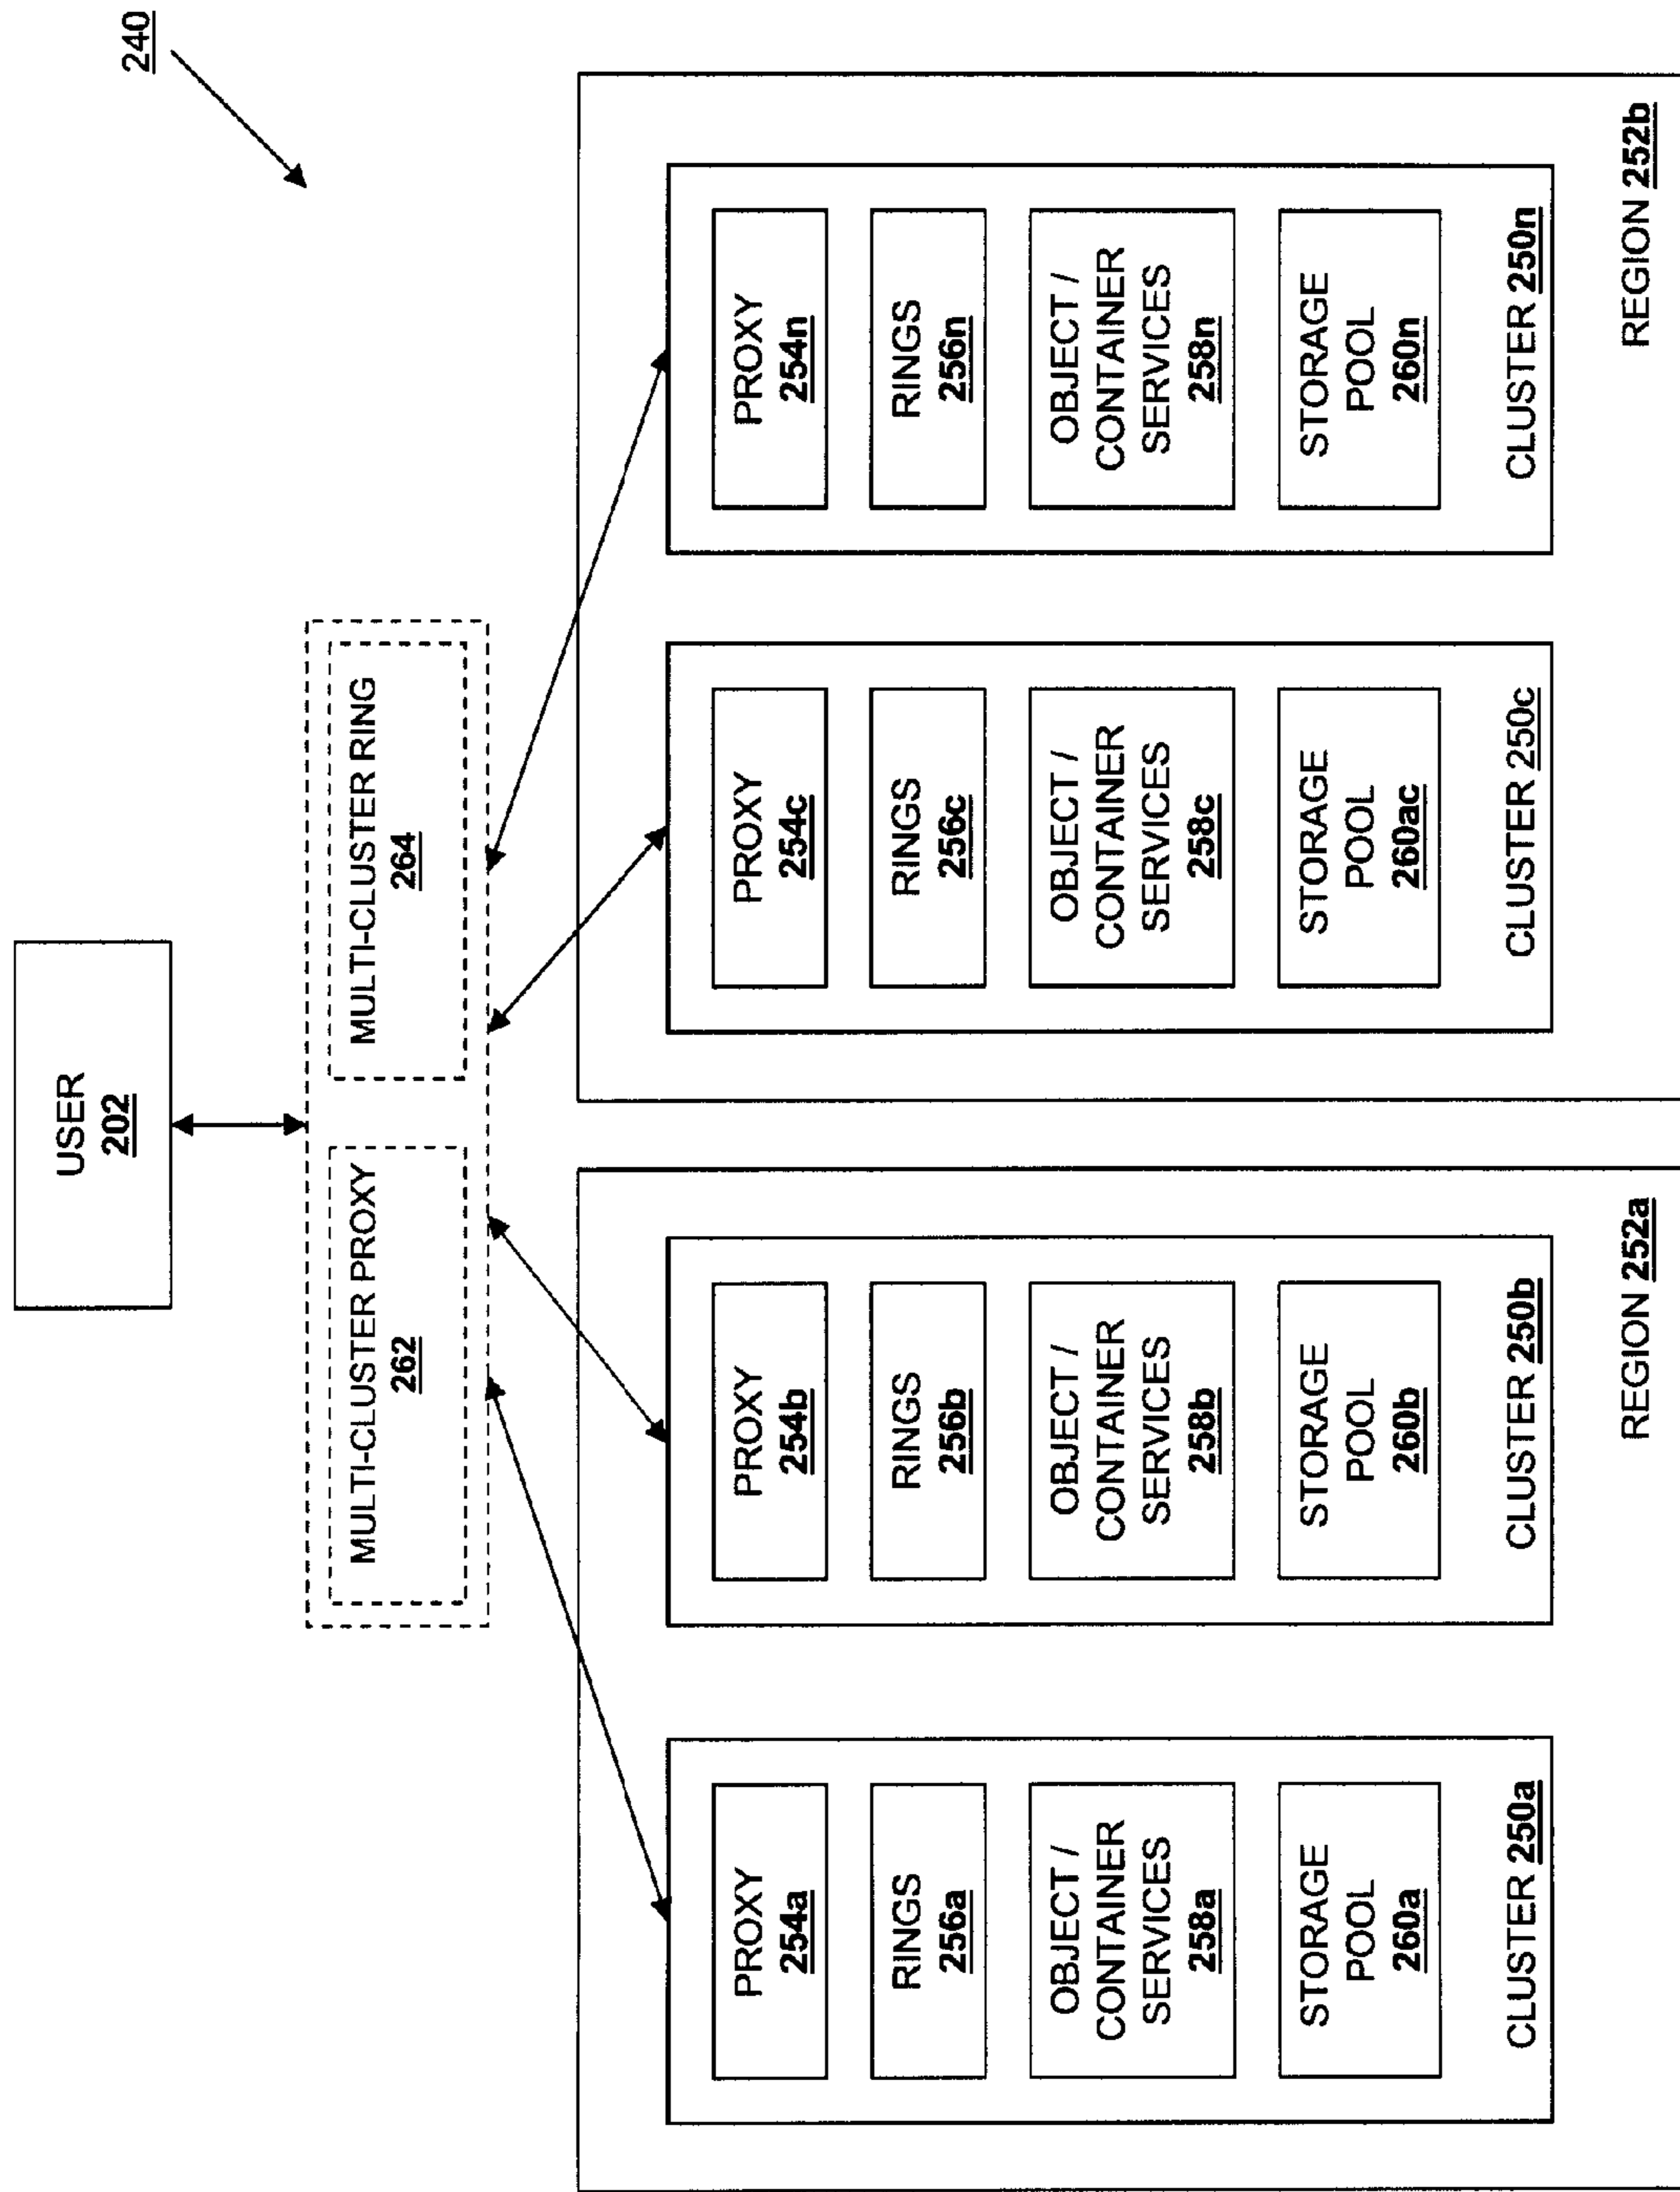 240
USER
202
MULTI-CLUSTER PROXY
262
MULTI-CLUSTER RING
264
PROXY
254a
RINGS
256a
OBJECT /
CONTAINER
SERVICES
258a
STORAGE
POOL
260a
CLUSTER 250a
PROXY
254b
RINGS
256b
OBJECT /
CONTAINER
SERVICES
258b
STORAGE
POOL
260b
CLUSTER 250b
REGION 252a
PROXY
254c
RINGS
256c
OBJECT /
CONTAINER
SERVICES
258c
STORAGE
POOL
260ac
CLUSTER 250c
PROXY
254n
RINGS
256n
OBJECT /
CONTAINER
SERVICES
258n
STORAGE
POOL
260n
CLUSTER 250n
REGION 252b